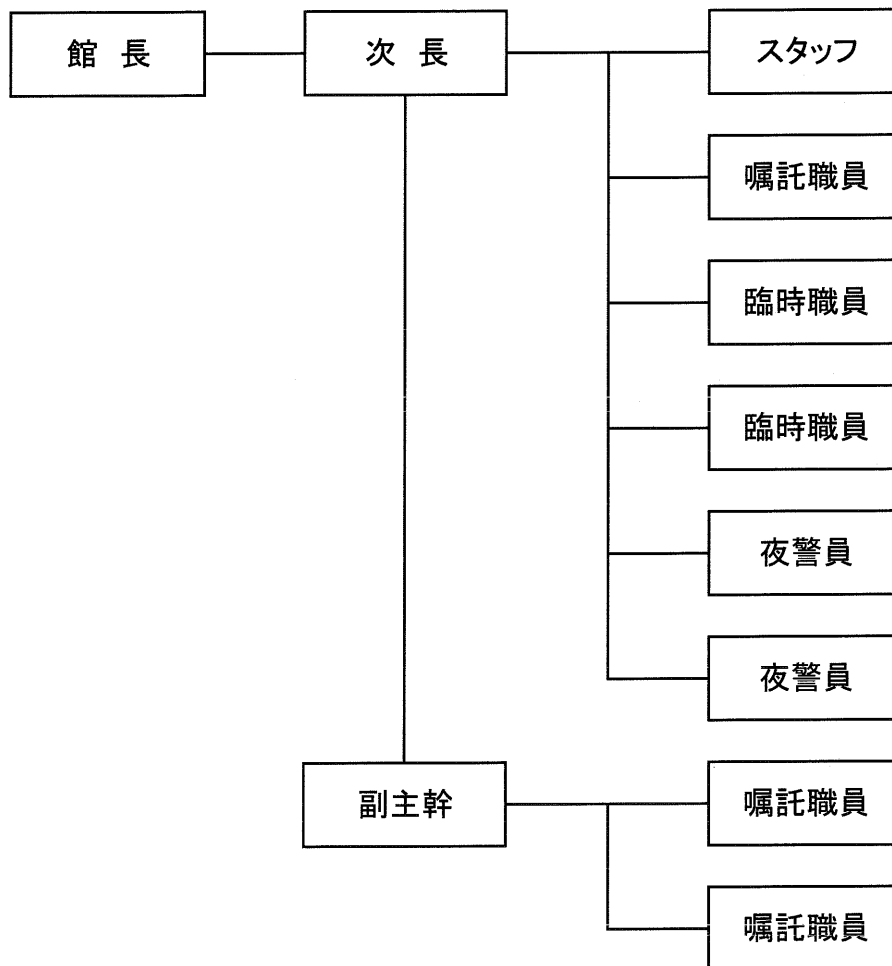 館 長
次 長
スタッフ
嘱託職員
臨時職員
臨時職員
夜警員
夜警員
副主幹
嘱託職員
嘱託職員